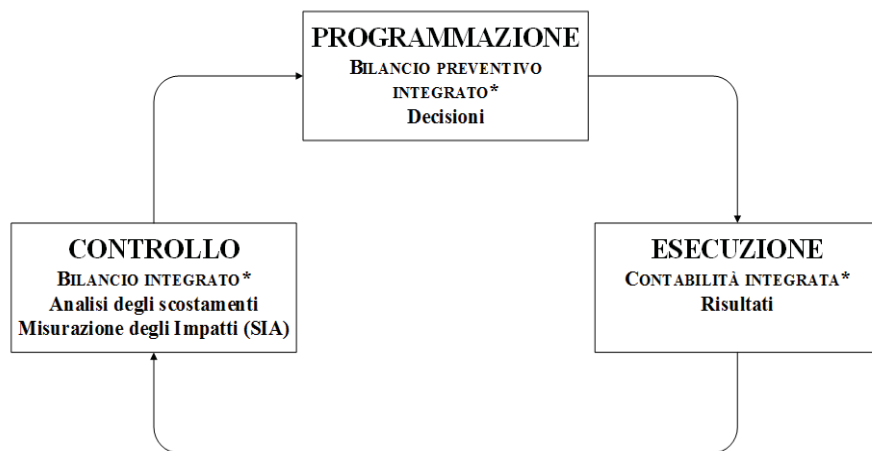 PROGRAMMAZIONE
BILANCIO PREVENTIVO
INTEGRATO*
Decisioni
CONTROLLO
BILANCIO INTEGRATO*
Analisi degli scostamenti
Misurazione degli Impatti (SIA)
ESECUZIONE
CONTABILITÀ INTEGRATA*
Risultati